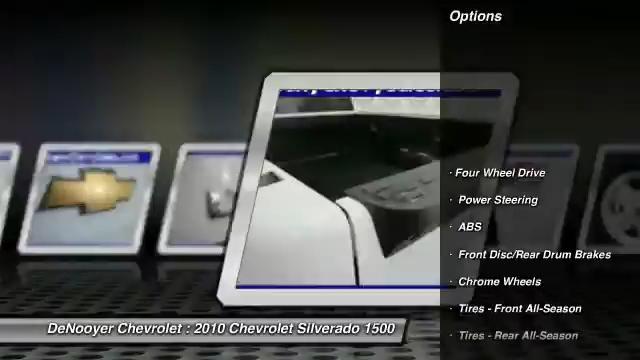 Options
· Four Wheel Drive
· Power Steering
· ABS
· Front Disc/Rear Drum Brakes
· Chrome Wheels
· Tires - Front All-Season
· Tires - Rear All-Season
DeNooyer Chevrolet : 2010 Chevrolet Silverado 1500